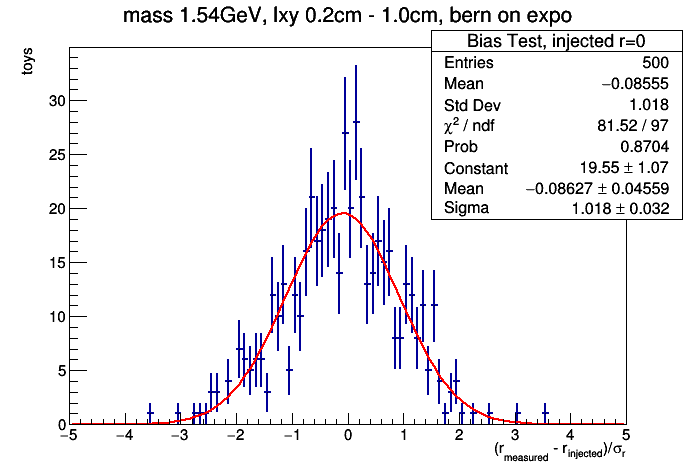 mass 1.54GeV, lxy 0.2cm - 1.0cm, bern on expo
Bias Test, injected r=0
Entries 500
Mean −0.08555
Std Dev 1.018
χ² / ndf 81.52 / 97
Prob 0.8704
Constant 19.55 ± 1.07
Mean −0.08627 ± 0.04559
Sigma 1.018 ± 0.032
toys
30
25
20
15
10
5
0
−5 −4 −3 −2 −1 0 1 2 3 4 5
(r_measured - r_injected)/σ_r